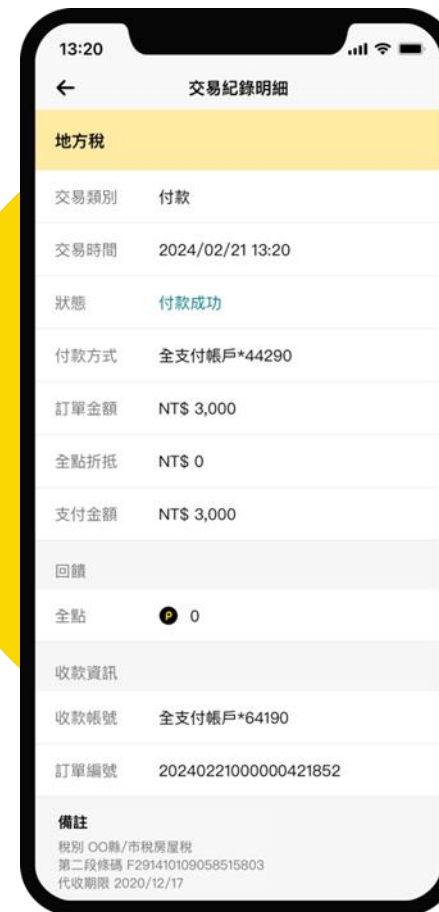 13:20
交易紀錄明細
地方稅
交易類別 付款
交易時間 2024/02/21 13:20
狀態 付款成功
付款方式 全支付帳戶*44290
訂單金額 NT$ 3,000
全點折抵 NT$ 0
支付金額 NT$ 3,000
回饋
全點 P 0
收款資訊
收款帳號 全支付帳戶*64190
訂單編號 20240221000000421852
備註
稅別 OO縣/市稅房屋稅
第二段條碼 F291410109058515803
代收期限 2020/12/17